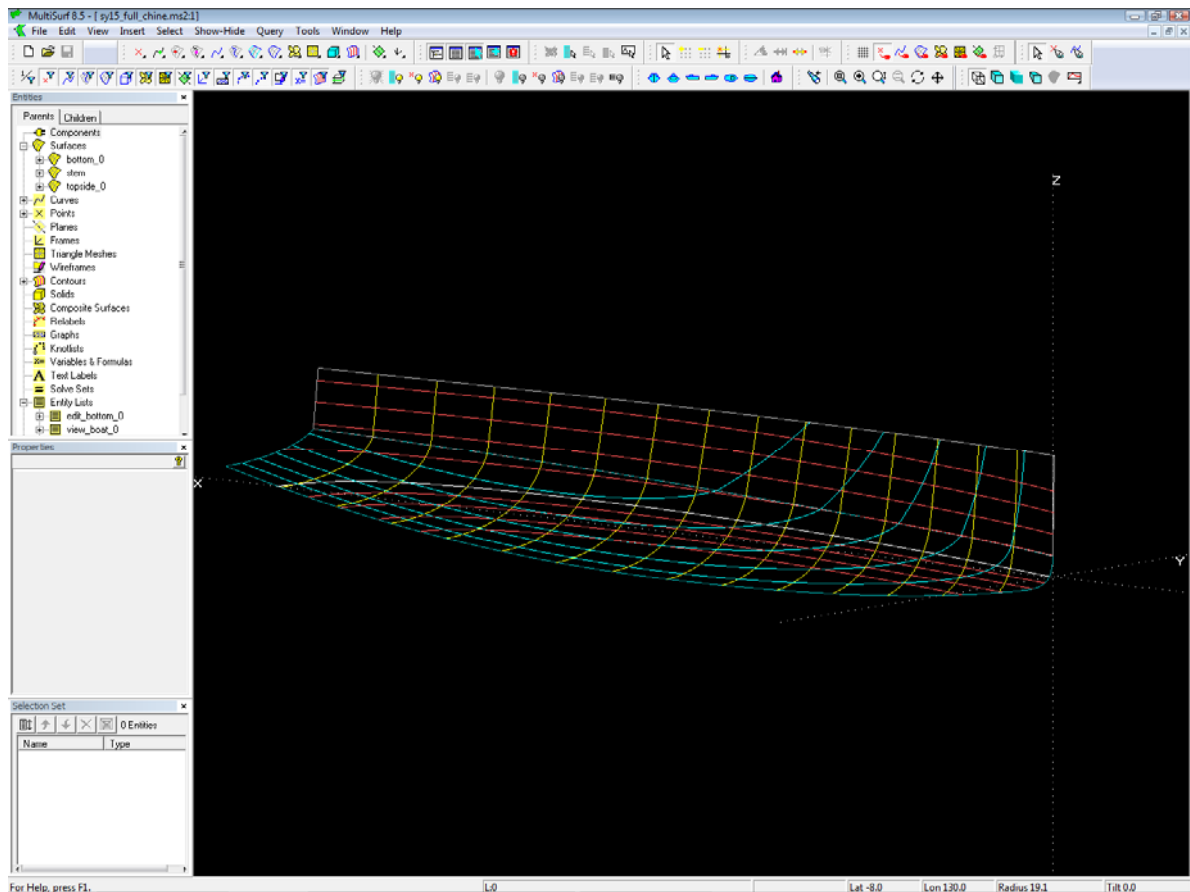 MultiSurf 8.5 - [ sy15_full_chine.ms2:1]
File Edit View Insert Select Show-Hide Query Tools Window Help
Entities
Parents Children
Components
Surfaces
bottom_0
stem
topside_0
Curves
Points
Planes
Frames
Triangle Meshes
Wireframes
Contours
Solids
Composite Surfaces
Relabels
Graphs
Knotlists
Variables & Formulas
Text Labels
Solve Sets
Entity Lists
edit_bottom_0
view_boat_0
Properties
Z
X
Y
Selection Set
0 Entities
Name Type
For Help, press F1. L:0 Lat -8.0 Lon 130.0 Radius 19.1 Tilt 0.0